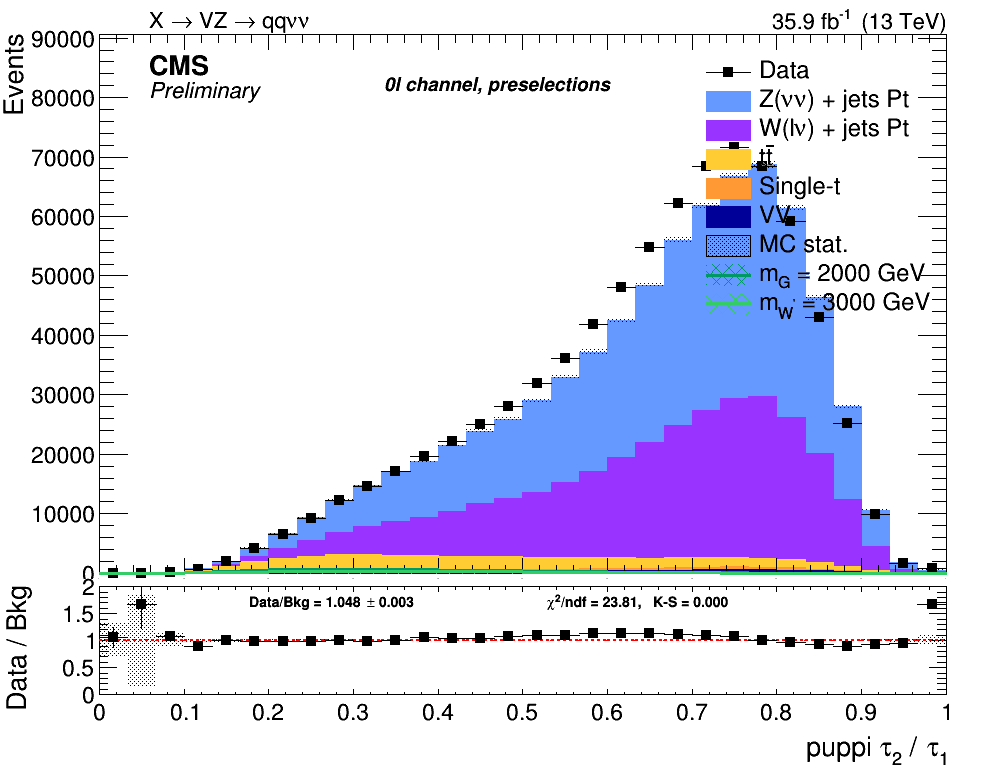 X → VZ → qqνν
35.9 fb⁻¹ (13 TeV)
Events
90000
80000
70000
60000
50000
40000
30000
20000
10000
0
CMS
Preliminary
0l channel, preselections
Data
Z(νν) + jets Pt
W(lν) + jets Pt
tt̄
Single-t
VV
MC stat.
m_G = 2000 GeV
m_W' = 3000 GeV
Data / Bkg
2
1.5
1
0.5
0
Data/Bkg = 1.048 ± 0.003
χ²/ndf = 23.81, K-S = 0.000
0 0.1 0.2 0.3 0.4 0.5 0.6 0.7 0.8 0.9 1
puppi τ₂ / τ₁